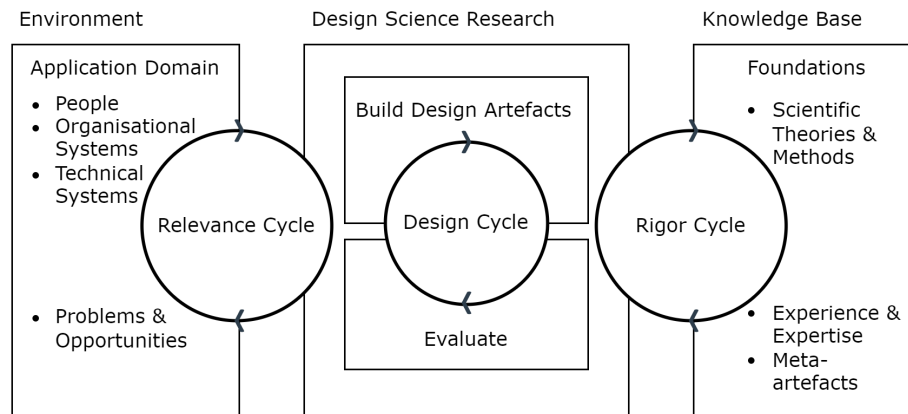 Environment
Design Science Research
Knowledge Base
Application Domain
• People
• Organisational
Systems
• Technical
Systems
• Problems &
Opportunities
Relevance Cycle
Build Design Artefacts
Design Cycle
Evaluate
Rigor Cycle
Foundations
• Scientific
Theories &
Methods
• Experience &
Expertise
• Meta-
artefacts